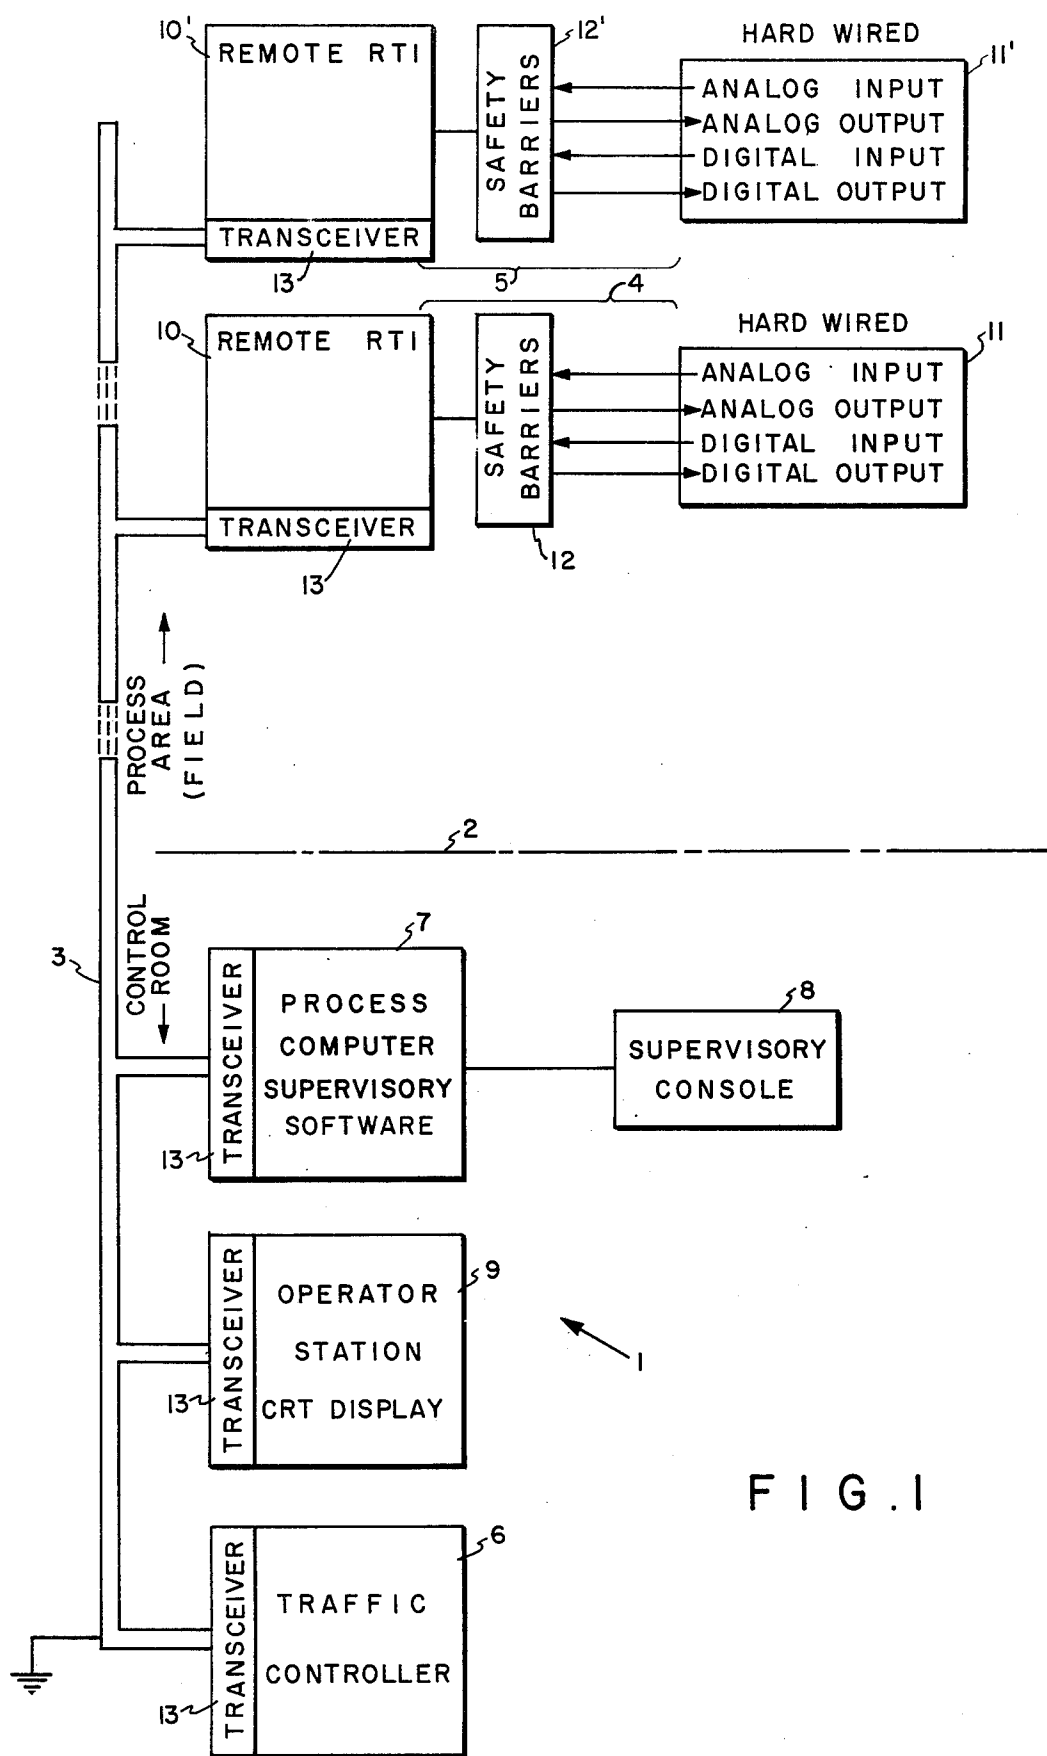 10'
REMOTE RTI
TRANSCEIVER
13
12'
SAFETY
BARRIERS
HARD WIRED
11'
ANALOG INPUT
ANALOG OUTPUT
DIGITAL INPUT
DIGITAL OUTPUT
5
4
10
REMOTE RTI
TRANSCEIVER
13
SAFETY
BARRIERS
12
HARD WIRED
11
ANALOG INPUT
ANALOG OUTPUT
DIGITAL INPUT
DIGITAL OUTPUT
PROCESS
AREA
(FIELD)
2
CONTROL
ROOM
3
7
TRANSCEIVER
13
PROCESS
COMPUTER
SUPERVISORY
SOFTWARE
8
SUPERVISORY
CONSOLE
9
TRANSCEIVER
13
OPERATOR
STATION
CRT DISPLAY
1
6
TRANSCEIVER
13
TRAFFIC
CONTROLLER
FIG.1